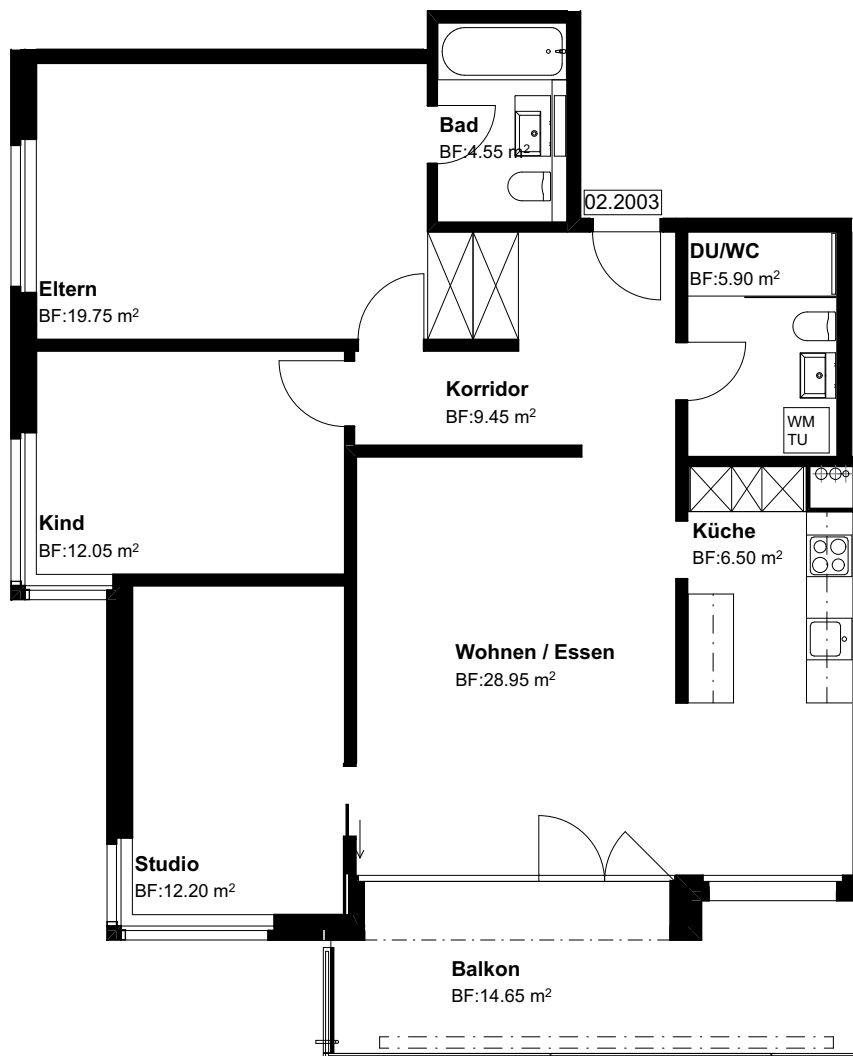 Bad
BF:4.55 m²
02.2003
DU/WC
BF:5.90 m²
Eltern
BF:19.75 m²
Korridor
BF:9.45 m²
WM
TU
Kind
BF:12.05 m²
Küche
BF:6.50 m²
Wohnen / Essen
BF:28.95 m²
Studio
BF:12.20 m²
Balkon
BF:14.65 m²